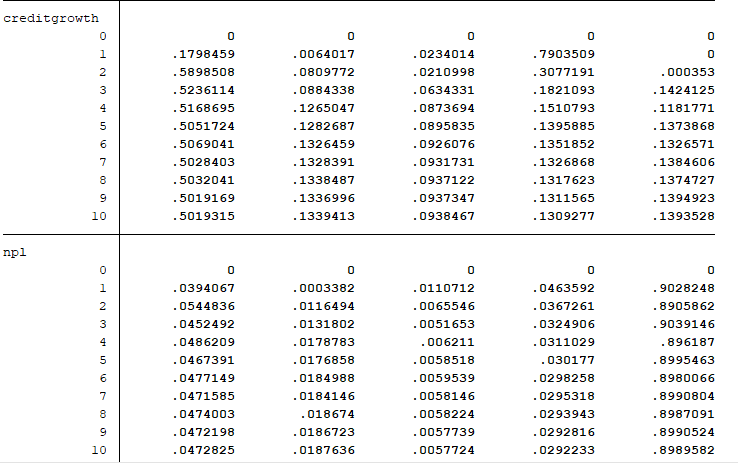 creditgrowth
0 0 0 0 0 0
1 .1798459 .0064017 .0234014 .7903509 0
2 .5898508 .0809772 .0210998 .3077191 .000353
3 .5236114 .0884338 .0634331 .1821093 .1424125
4 .5168695 .1265047 .0873694 .1510793 .1181771
5 .5051724 .1282687 .0895835 .1395885 .1373868
6 .5069041 .1326459 .0926076 .1351852 .1326571
7 .5028403 .1328391 .0931731 .1326868 .1384606
8 .5032041 .1338487 .0937122 .1317623 .1374727
9 .5019169 .1336996 .0937347 .1311565 .1394923
10 .5019315 .1339413 .0938467 .1309277 .1393528
npl
0 0 0 0 0 0
1 .0394067 .0003382 .0110712 .0463592 .9028248
2 .0544836 .0116494 .0065546 .0367261 .8905862
3 .0452492 .0131802 .0051653 .0324906 .9039146
4 .0486209 .0178783 .006211 .0311029 .896187
5 .0467391 .0176858 .0058518 .030177 .8995463
6 .0477149 .0184988 .0059539 .0298258 .8980066
7 .0471585 .0184146 .0058146 .0295318 .8990804
8 .0474003 .018674 .0058224 .0293943 .8987091
9 .0472198 .0186723 .0057739 .0292816 .8990524
10 .0472825 .0187636 .0057724 .0292233 .8989582